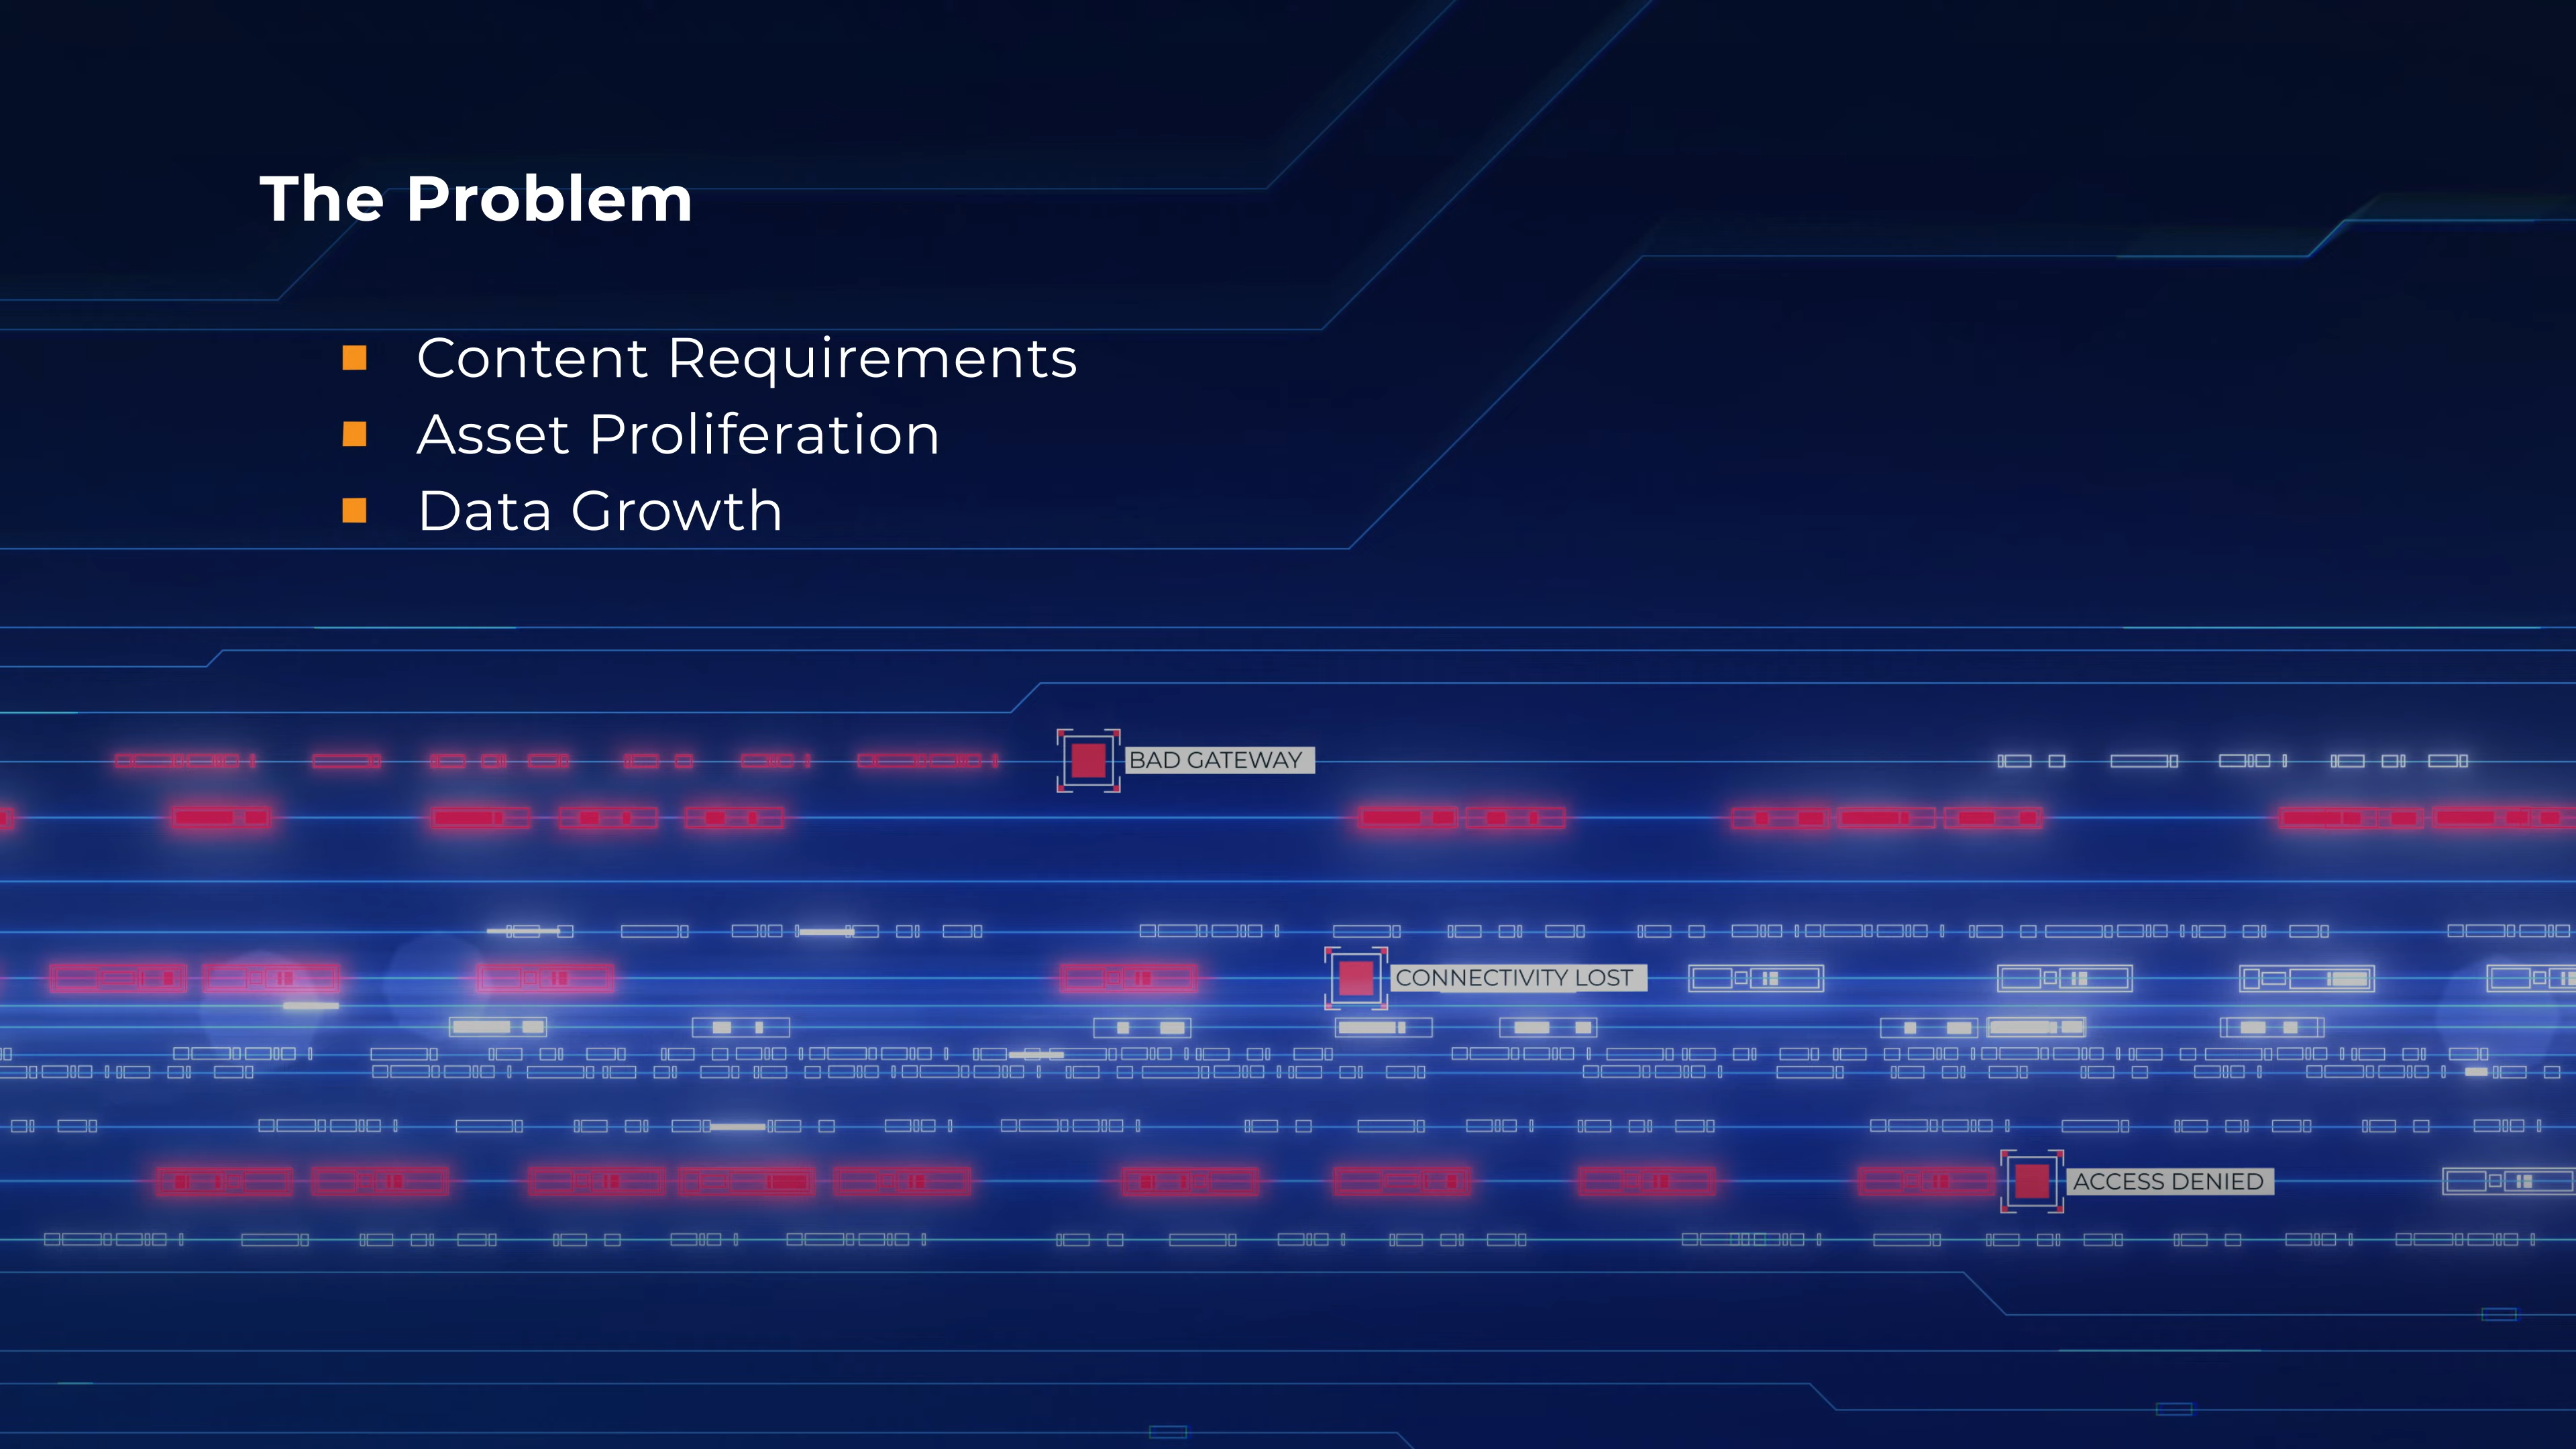 The Problem
Content Requirements
Asset Proliferation
Data Growth
BAD GATEWAY
CONNECTIVITY LOST
ACCESS DENIED